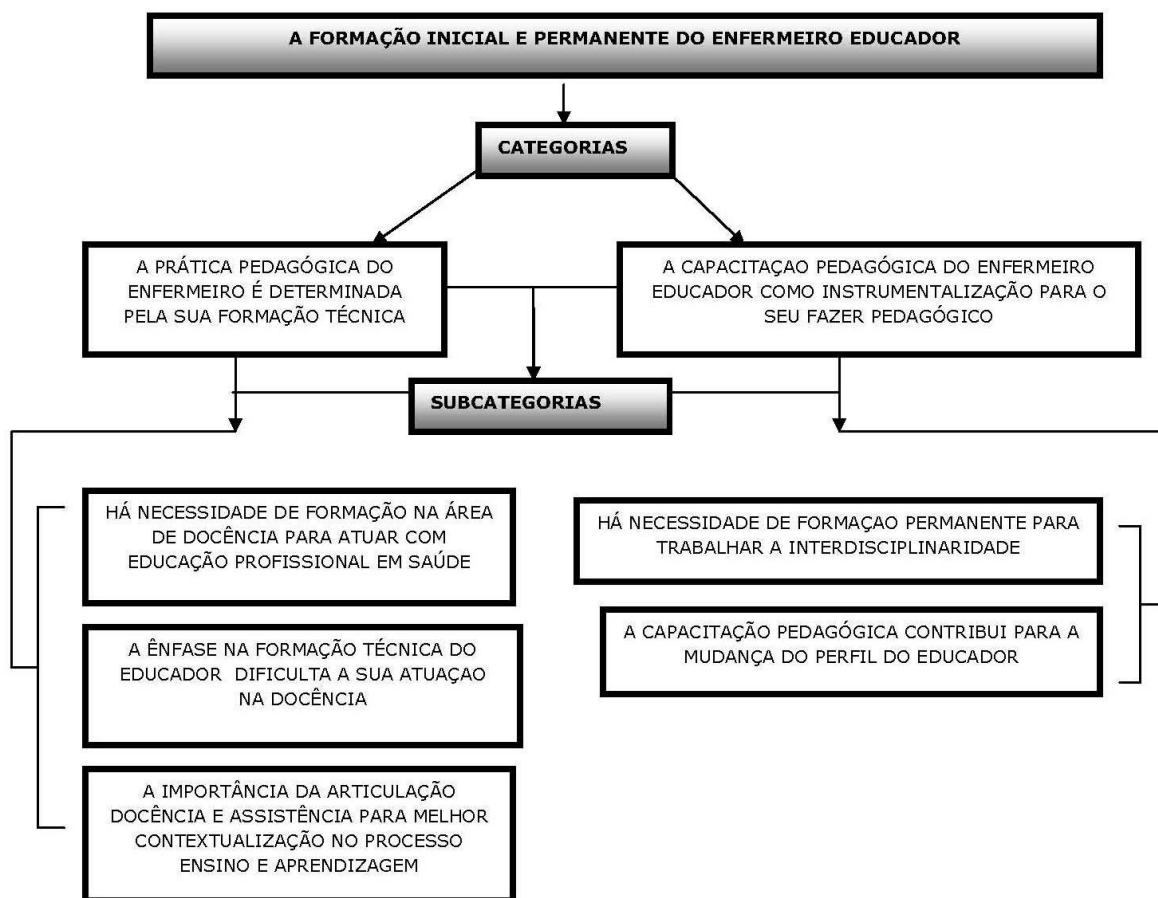 A FORMAÇÃO INICIAL E PERMANENTE DO ENFERMEIRO EDUCADOR
CATEGORIAS
A PRÁTICA PEDAGÓGICA DO
ENFERMEIRO É DETERMINADA
PELA SUA FORMAÇÃO TÉCNICA
A CAPACITAÇAO PEDAGÓGICA DO ENFERMEIRO
EDUCADOR COMO INSTRUMENTALIZAÇÃO PARA O
SEU FAZER PEDAGÓGICO
SUBCATEGORIAS
HÁ NECESSIDADE DE FORMAÇÃO NA ÁREA
DE DOCÊNCIA PARA ATUAR COM
EDUCAÇÃO PROFISSIONAL EM SAÚDE
A ÊNFASE NA FORMAÇÃO TÉCNICA DO
EDUCADOR DIFICULTA A SUA ATUAÇAO
NA DOCÊNCIA
A IMPORTÂNCIA DA ARTICULAÇÃO
DOCÊNCIA E ASSISTÊNCIA PARA MELHOR
CONTEXTUALIZAÇÃO NO PROCESSO
ENSINO E APRENDIZAGEM
HÁ NECESSIDADE DE FORMAÇAO PERMANENTE PARA
TRABALHAR A INTERDISCIPLINARIDADE
A CAPACITAÇÃO PEDAGÓGICA CONTRIBUI PARA A
MUDANÇA DO PERFIL DO EDUCADOR